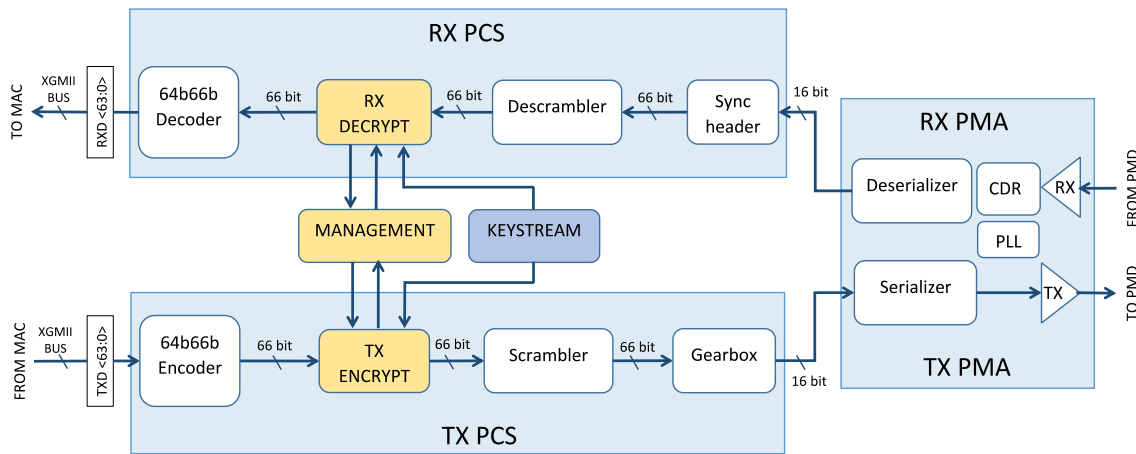 RX PCS
TO MAC
XGMII
BUS
RXD <63:0>
64b66b
Decoder
66 bit
RX
DECRYPT
66 bit
Descrambler
66 bit
Sync
header
16 bit
RX PMA
Deserializer
CDR
RX
FROM PMD
PLL
MANAGEMENT
KEYSTREAM
Serializer
TX
TO PMD
TX PMA
FROM MAC
XGMII
BUS
TXD <63:0>
64b66b
Encoder
66 bit
TX
ENCRYPT
66 bit
Scrambler
66 bit
Gearbox
16 bit
TX PCS